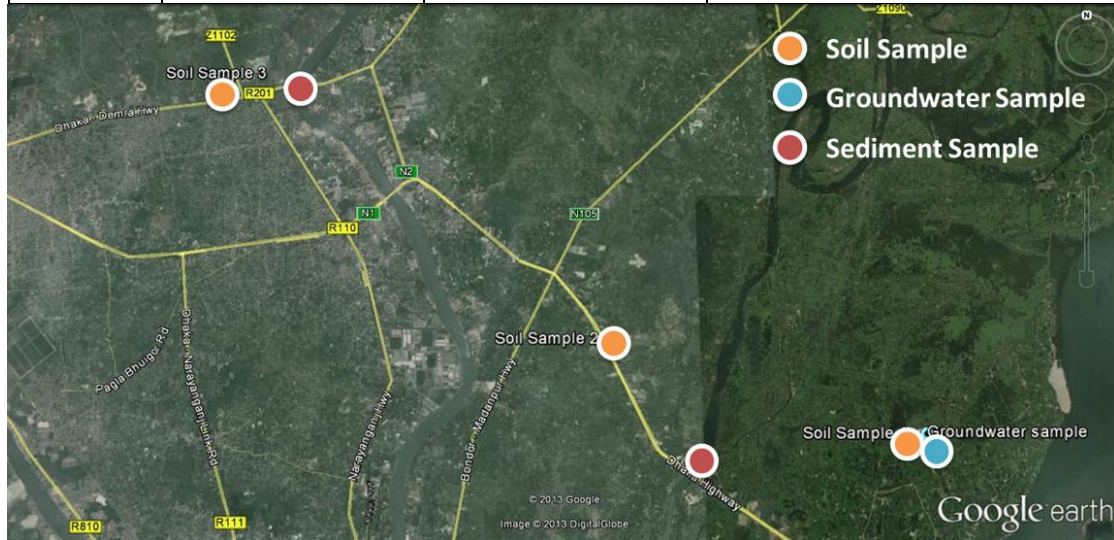 Z1102
Z1090
N
Soil Sample
Soil Sample 3
R201
Groundwater Sample
Dhaka - Demra Hwy
Sediment Sample
N2
N1
N105
R110
Soil Sample 2
Pagla Bhuigor Rd
Dhaka - Narayanganj Link Rd
Narayanganj Hwy
Bondor - Madanpur Hwy
Soil Sample
Groundwater sample
Dhaka Highway
© 2013 Google
Image © 2013 DigitalGlobe
Google earth
R810
R111